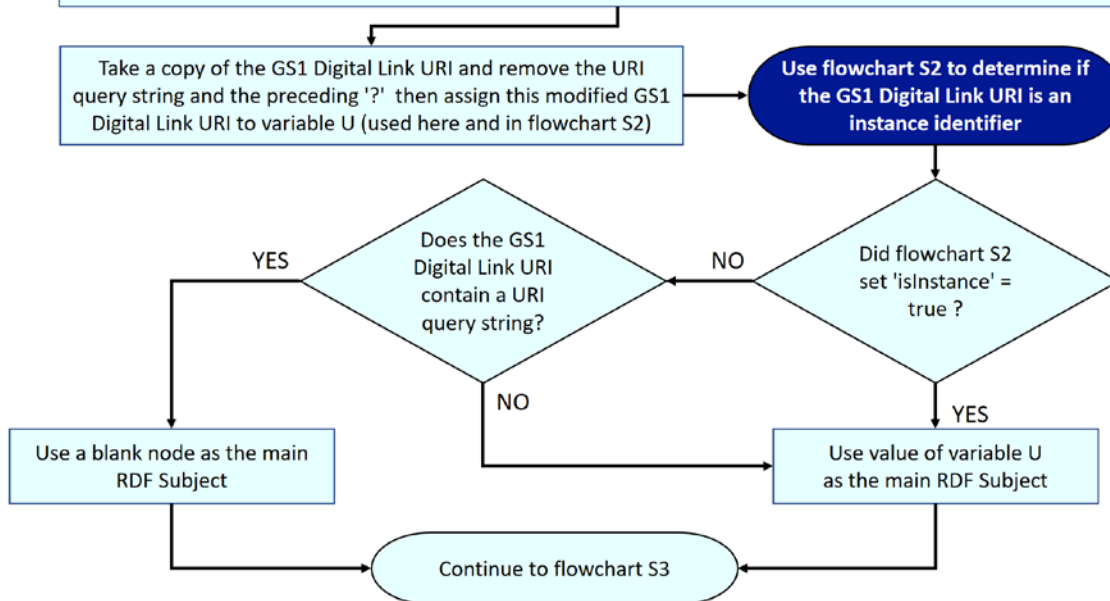 Take a copy of the GS1 Digital Link URI and remove the URI
query string and the preceding '?'  then assign this modified GS1
Digital Link URI to variable U (used here and in flowchart S2)
Use flowchart S2 to determine if
the GS1 Digital Link URI is an
instance identifier
Does the GS1
Digital Link URI
contain a URI
query string?
YES
NO
Did flowchart S2
set 'isInstance' =
true ?
NO
YES
Use a blank node as the main
RDF Subject
Use value of variable U
as the main RDF Subject
Continue to flowchart S3